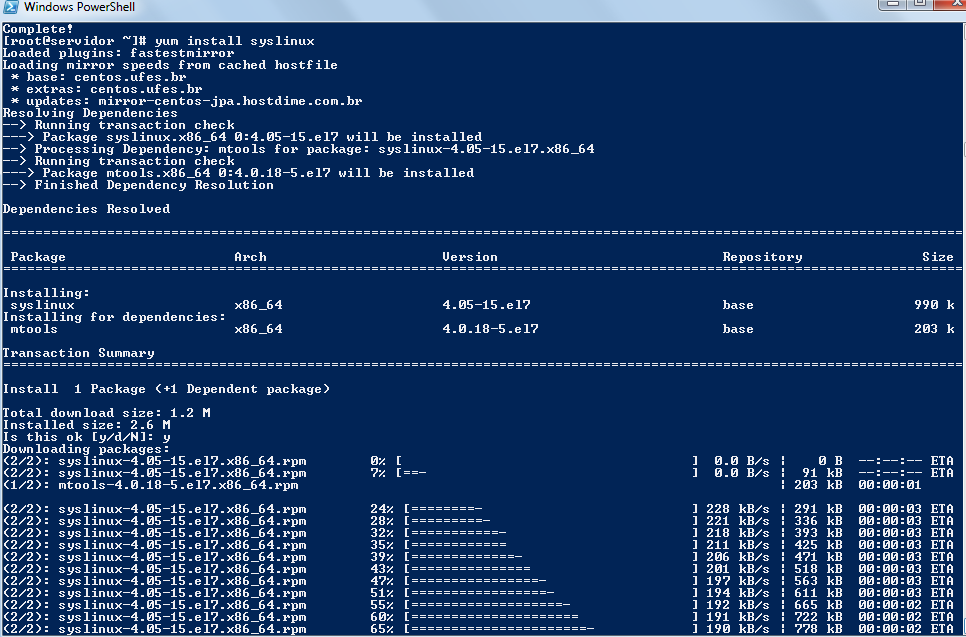 Windows PowerShell
Complete!
[root@servidor ~]# yum install syslinux
Loaded plugins: fastestmirror
Loading mirror speeds from cached hostfile
 * base: centos.ufes.br
 * extras: centos.ufes.br
 * updates: mirror-centos-jpa.hostdime.com.br
Resolving Dependencies
--> Running transaction check
---> Package syslinux.x86_64 0:4.05-15.el7 will be installed
--> Processing Dependency: mtools for package: syslinux-4.05-15.el7.x86_64
--> Running transaction check
---> Package mtools.x86_64 0:4.0.18-5.el7 will be installed
--> Finished Dependency Resolution
Dependencies Resolved
Package Arch Version Repository Size
Installing:
syslinux x86_64 4.05-15.el7 base 990 k
Installing for dependencies:
mtools x86_64 4.0.18-5.el7 base 203 k
Transaction Summary
Install  1 Package (+1 Dependent package)
Total download size: 1.2 M
Installed size: 2.6 M
Is this ok [y/d/N]: y
Downloading packages:
(2/2): syslinux-4.05-15.el7.x86_64.rpm 0% [ ] 0.0 B/s ¦ 0 B --:--:-- ETA
(2/2): syslinux-4.05-15.el7.x86_64.rpm 7% [==- ] 0.0 B/s ¦ 91 kB --:--:-- ETA
(1/2): mtools-4.0.18-5.el7.x86_64.rpm ¦ 203 kB 00:00:01
(2/2): syslinux-4.05-15.el7.x86_64.rpm 24% [========- ] 228 kB/s ¦ 291 kB 00:00:03 ETA
(2/2): syslinux-4.05-15.el7.x86_64.rpm 28% [=========- ] 221 kB/s ¦ 336 kB 00:00:03 ETA
(2/2): syslinux-4.05-15.el7.x86_64.rpm 32% [===========- ] 218 kB/s ¦ 393 kB 00:00:03 ETA
(2/2): syslinux-4.05-15.el7.x86_64.rpm 35% [============ ] 211 kB/s ¦ 425 kB 00:00:03 ETA
(2/2): syslinux-4.05-15.el7.x86_64.rpm 39% [=============- ] 206 kB/s ¦ 471 kB 00:00:03 ETA
(2/2): syslinux-4.05-15.el7.x86_64.rpm 43% [=============== ] 201 kB/s ¦ 518 kB 00:00:03 ETA
(2/2): syslinux-4.05-15.el7.x86_64.rpm 47% [================- ] 197 kB/s ¦ 563 kB 00:00:03 ETA
(2/2): syslinux-4.05-15.el7.x86_64.rpm 51% [=================- ] 194 kB/s ¦ 611 kB 00:00:03 ETA
(2/2): syslinux-4.05-15.el7.x86_64.rpm 55% [===================- ] 192 kB/s ¦ 665 kB 00:00:02 ETA
(2/2): syslinux-4.05-15.el7.x86_64.rpm 60% [===================== ] 191 kB/s ¦ 722 kB 00:00:02 ETA
(2/2): syslinux-4.05-15.el7.x86_64.rpm 65% [======================- ] 190 kB/s ¦ 778 kB 00:00:02 ETA